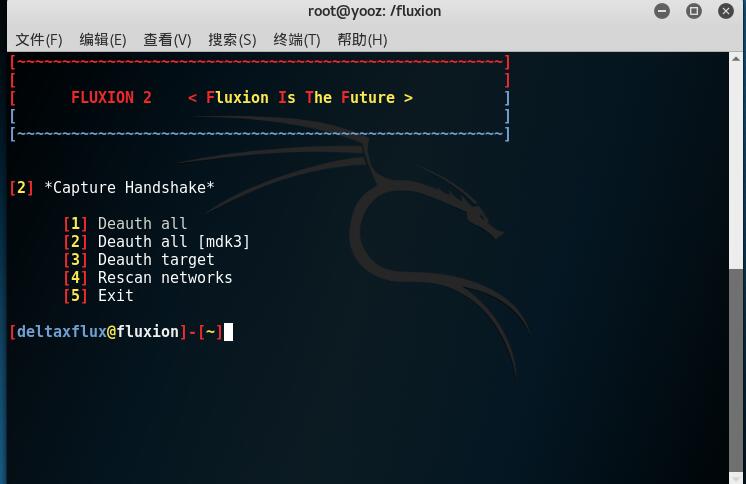 root@yooz: /fluxion
文件(F) 编辑(E) 查看(V) 搜索(S) 终端(T) 帮助(H)
[~~~~~~~~~~~~~~~~~~~~~~~~~~~~~~~~~~~~~~~~~~~~~~~~~~~~~~]
[                                                      ]
[      FLUXION 2    < Fluxion Is The Future >          ]
[                                                      ]
[~~~~~~~~~~~~~~~~~~~~~~~~~~~~~~~~~~~~~~~~~~~~~~~~~~~~~~]
[2] *Capture Handshake*
[1] Deauth all
[2] Deauth all [mdk3]
[3] Deauth target
[4] Rescan networks
[5] Exit
[deltaxflux@fluxion]-[~]